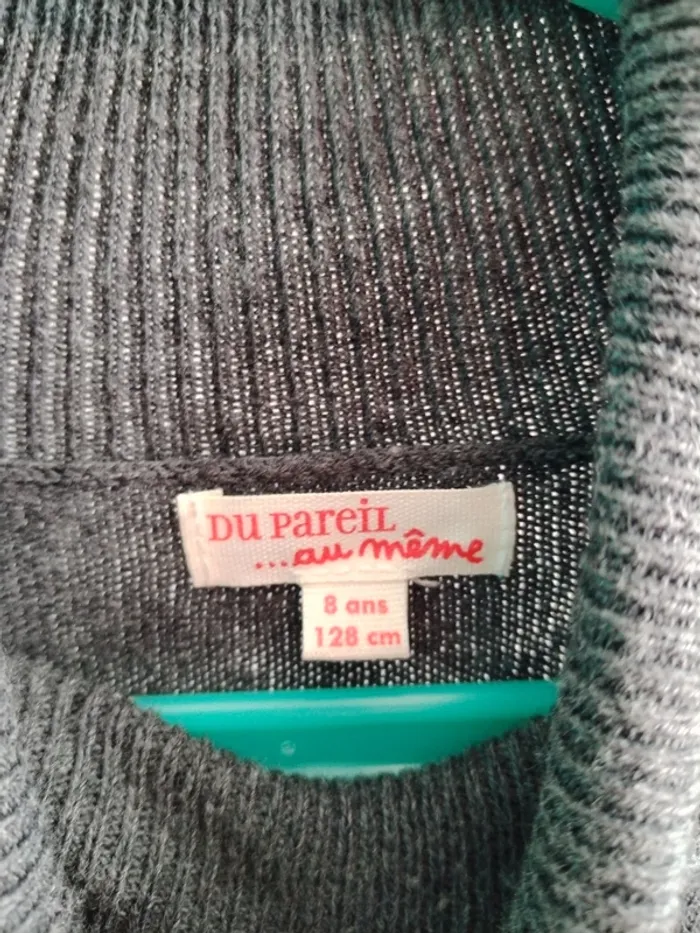 DU PareiL
...au même
8 ans
128 cm